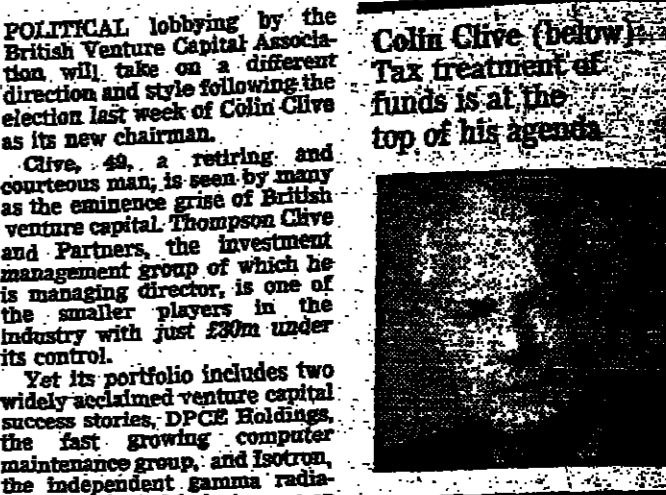 POLITICAL lobbying by the
British Venture Capital Associa-
tion will take on a different
direction and style following the
election last week of Colin Clive
as its new chairman.
Clive, 49, a retiring and
courteous man, is seen by many
as the eminence grise of British
venture capital. Thompson Clive
and Partners, the investment
management group of which he
is managing director, is one of
the smaller players in the
industry with just £30m under
its control.
Yet its portfolio includes two
widely acclaimed venture capital
success stories, DPCE Holdings,
the fast growing computer
maintenance group, and Isotron,
the independent gamma radia-
Colin Clive (below):
Tax treatment of
funds is at the
top of his agenda